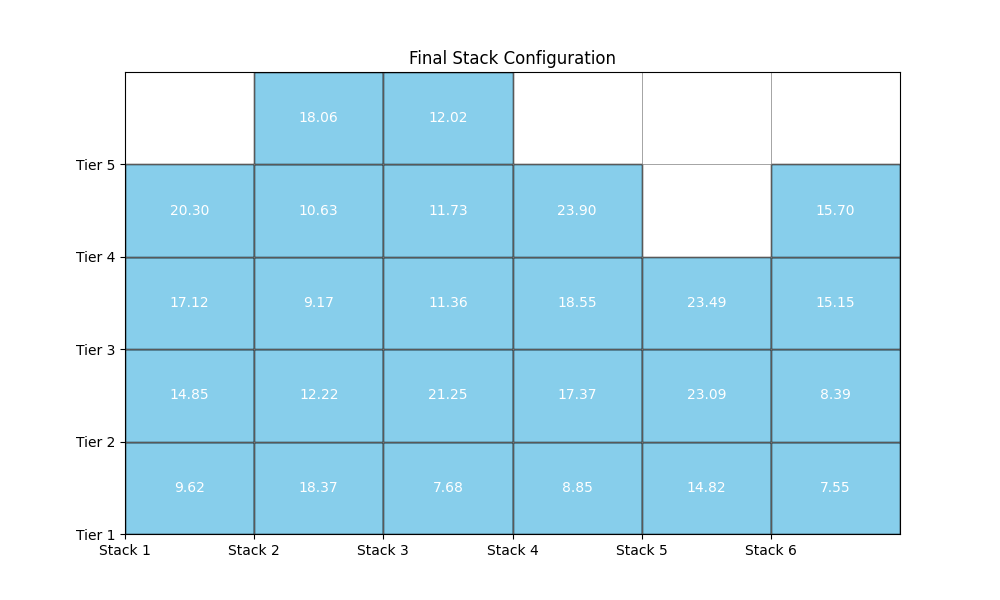 Final Stack Configuration
18.06 12.02
Tier 5
20.30 10.63 11.73 23.90 15.70
Tier 4
17.12 9.17 11.36 18.55 23.49 15.15
Tier 3
14.85 12.22 21.25 17.37 23.09 8.39
Tier 2
9.62 18.37 7.68 8.85 14.82 7.55
Tier 1
Stack 1 Stack 2 Stack 3 Stack 4 Stack 5 Stack 6